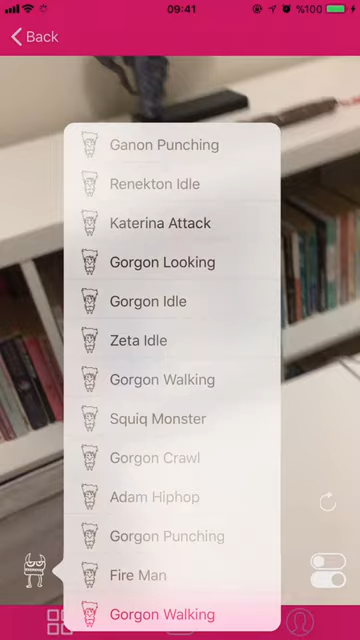 09:41
%100
Back
Ganon Punching
Renekton Idle
Katerina Attack
Gorgon Looking
Gorgon Idle
Zeta Idle
Gorgon Walking
Squiq Monster
Gorgon Crawl
Adam Hiphop
Gorgon Punching
Fire Man
Gorgon Walking